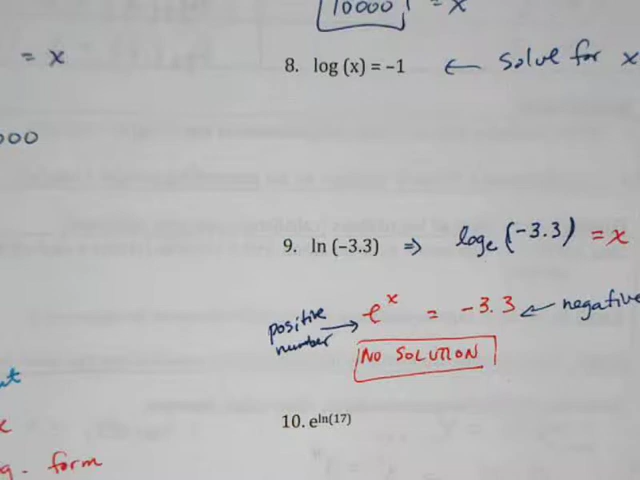 10000 = x
= x
8. log (x) = -1 ← solve for x
000
9. ln (-3.3) ⇒ logₑ (-3.3) = x
positive number → eˣ = -3.3 ← negative
NO SOLUTION
10. e^ln(17)
x
g. form